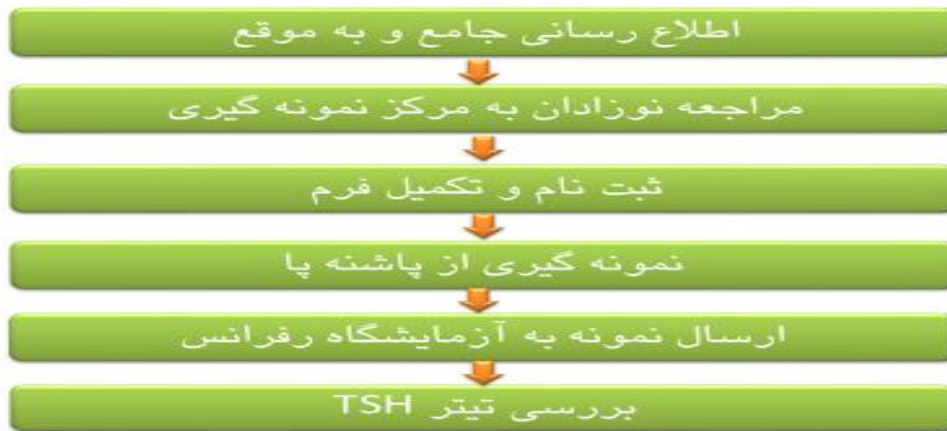 اطلاع رسانی جامع و به موقع
مراجعه نوزادان به مرکز نمونه گیری
ثبت نام و تکمیل فرم
نمونه گیری از پاشنه پا
ارسال نمونه به آزمایشگاه رفرانس
بررسی تیتر TSH